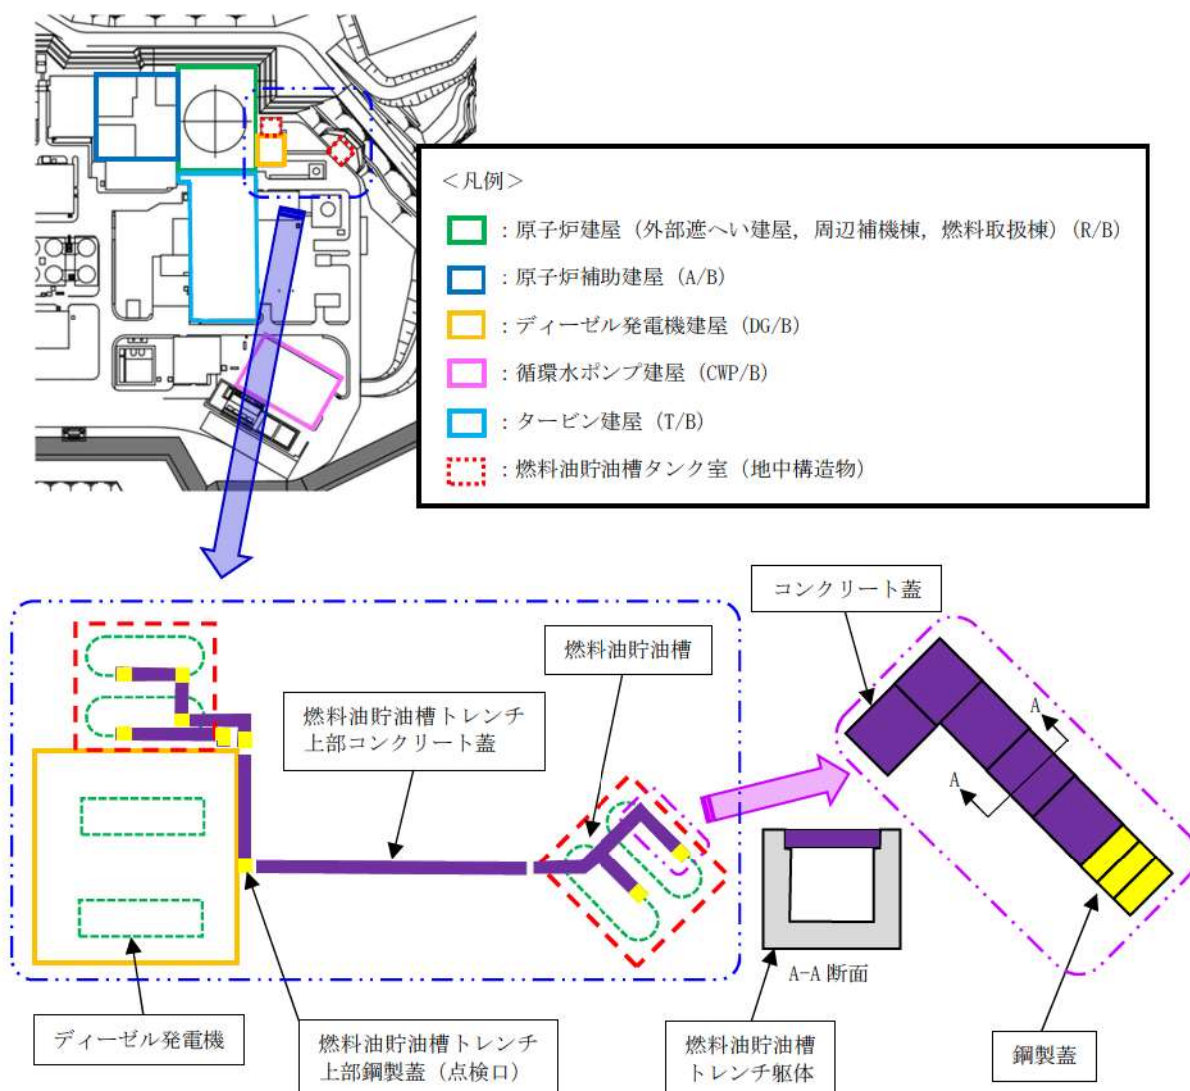 ＜凡例＞
：原子炉建屋（外部遮へい建屋，周辺補機棟，燃料取扱棟）(R/B)
：原子炉補助建屋（A/B）
：ディーゼル発電機建屋（DG/B）
：循環水ポンプ建屋（CWP/B）
：タービン建屋（T/B）
：燃料油貯油槽タンク室（地中構造物）
コンクリート蓋
燃料油貯油槽
燃料油貯油槽トレンチ
上部コンクリート蓋
A
A
A-A 断面
ディーゼル発電機
燃料油貯油槽トレンチ
上部鋼製蓋（点検口）
燃料油貯油槽
トレンチ躯体
鋼製蓋